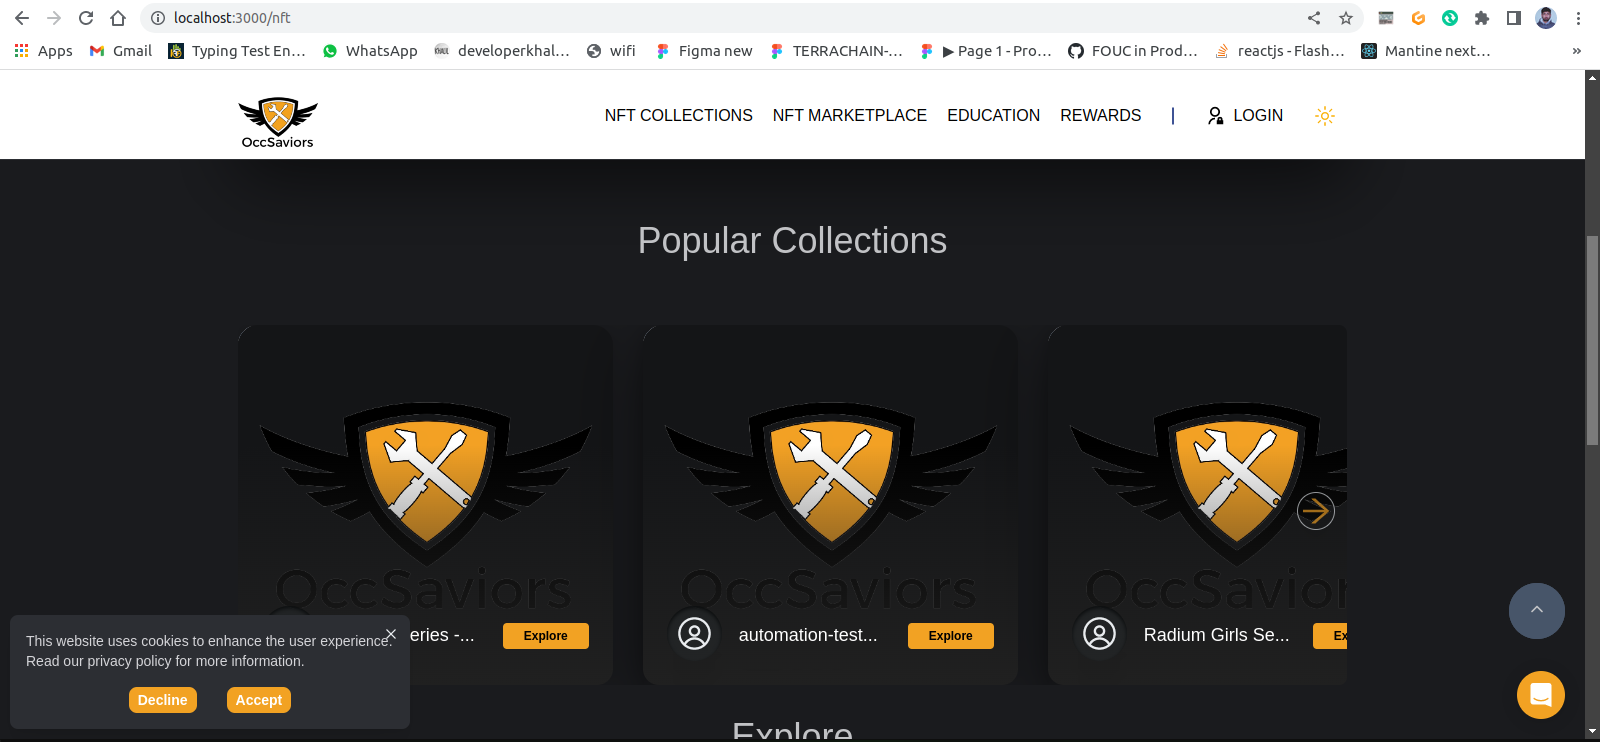 localhost:3000/nft
Apps Gmail Typing Test En... WhatsApp developerkhal... wifi Figma new TERRACHAIN-... ▶ Page 1 - Pro... FOUC in Prod... reactjs - Flash... Mantine next... »
OccSaviors
NFT COLLECTIONS NFT MARKETPLACE EDUCATION REWARDS | LOGIN
Popular Collections
OccSaviors OccSaviors OccSaviors
eries -... Explore automation-test... Explore Radium Girls Se... Ex
This website uses cookies to enhance the user experience.
Read our privacy policy for more information.
Decline Accept
Explore